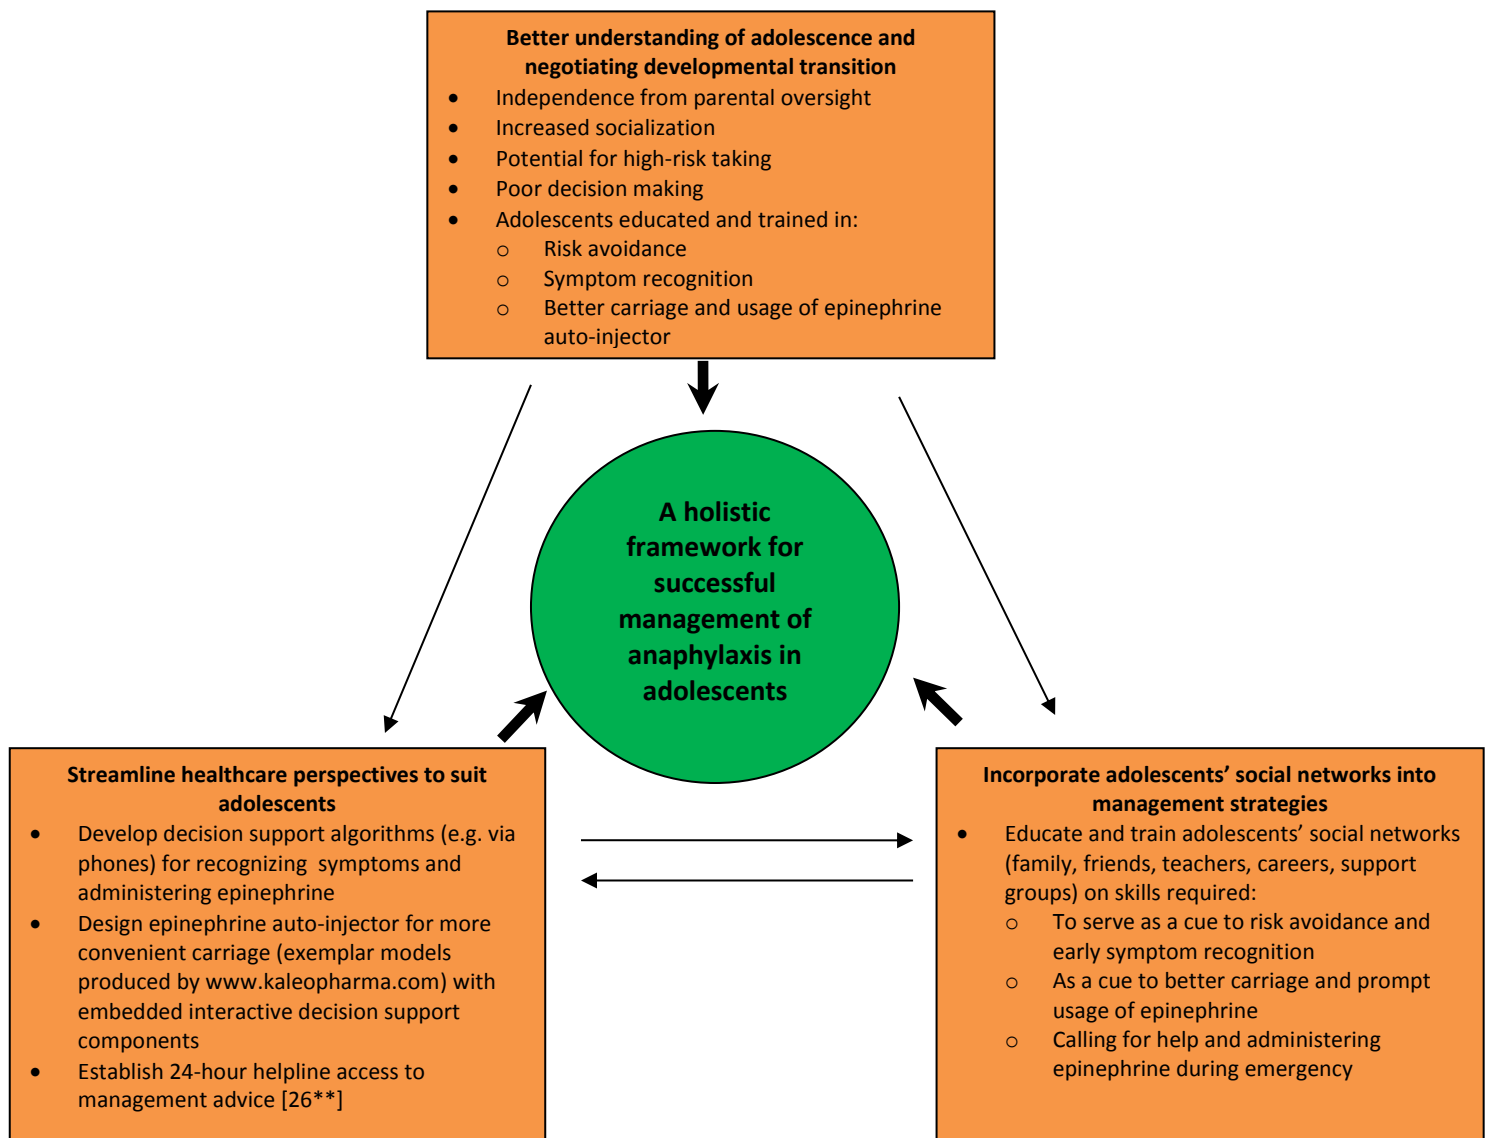 Better understanding of adolescence and
negotiating developmental transition
• Independence from parental oversight
• Increased socialization
• Potential for high-risk taking
• Poor decision making
• Adolescents educated and trained in:
o Risk avoidance
o Symptom recognition
o Better carriage and usage of epinephrine
auto-injector
A holistic
framework for
successful
management of
anaphylaxis in
adolescents
Streamline healthcare perspectives to suit
adolescents
• Develop decision support algorithms (e.g. via
phones) for recognizing symptoms and
administering epinephrine
• Design epinephrine auto-injector for more
convenient carriage (exemplar models
produced by www.kaleopharma.com) with
embedded interactive decision support
components
• Establish 24-hour helpline access to
management advice [26**]
Incorporate adolescents’ social networks into
management strategies
• Educate and train adolescents’ social networks
(family, friends, teachers, careers, support
groups) on skills required:
o To serve as a cue to risk avoidance and
early symptom recognition
o As a cue to better carriage and prompt
usage of epinephrine
o Calling for help and administering
epinephrine during emergency